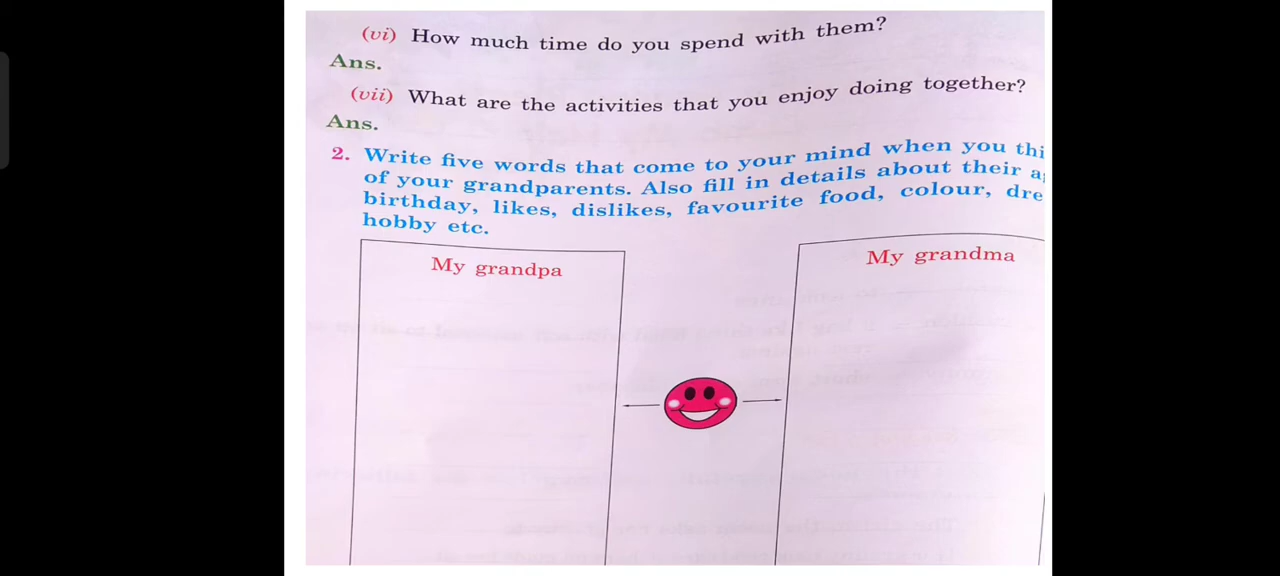 (vi) How much time do you spend with them?
Ans.
(vii) What are the activities that you enjoy doing together?
Ans.
2. Write five words that come to your mind when you thi
of your grandparents. Also fill in details about their a
birthday, likes, dislikes, favourite food, colour, dre
hobby etc.
My grandpa
My grandma